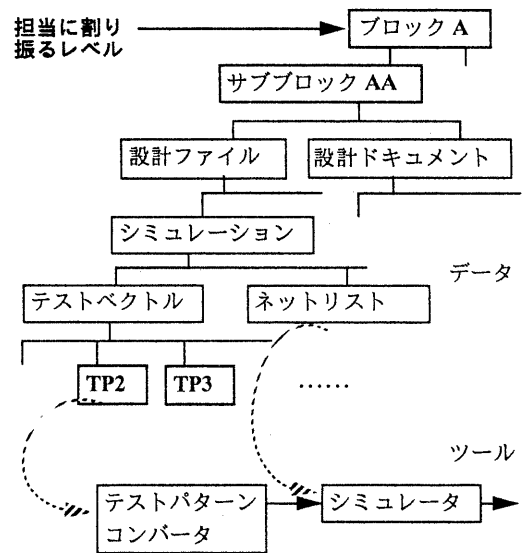 担当に割り
振るレベル
ブロック A
サブブロック AA
設計ファイル
設計ドキュメント
シミュレーション
データ
テストベクトル
ネットリスト
TP2
TP3
……
ツール
テストパターン
コンバータ
シミュレータ